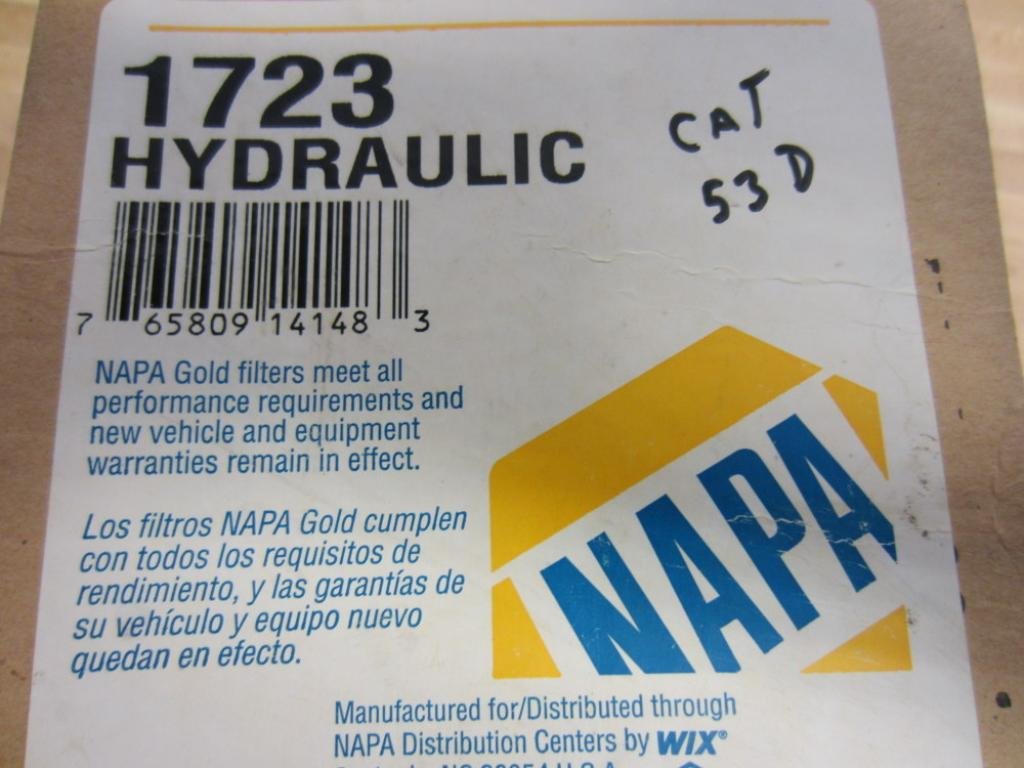 1723
HYDRAULIC
CAT
53D
7 65809 14148 3
NAPA Gold filters meet all
performance requirements and
new vehicle and equipment
warranties remain in effect.
Los filtros NAPA Gold cumplen
con todos los requisitos de
rendimiento, y las garantías de
su vehículo y equipo nuevo
quedan en efecto.
NAPA
Manufactured for/Distributed through
NAPA Distribution Centers by WIX®